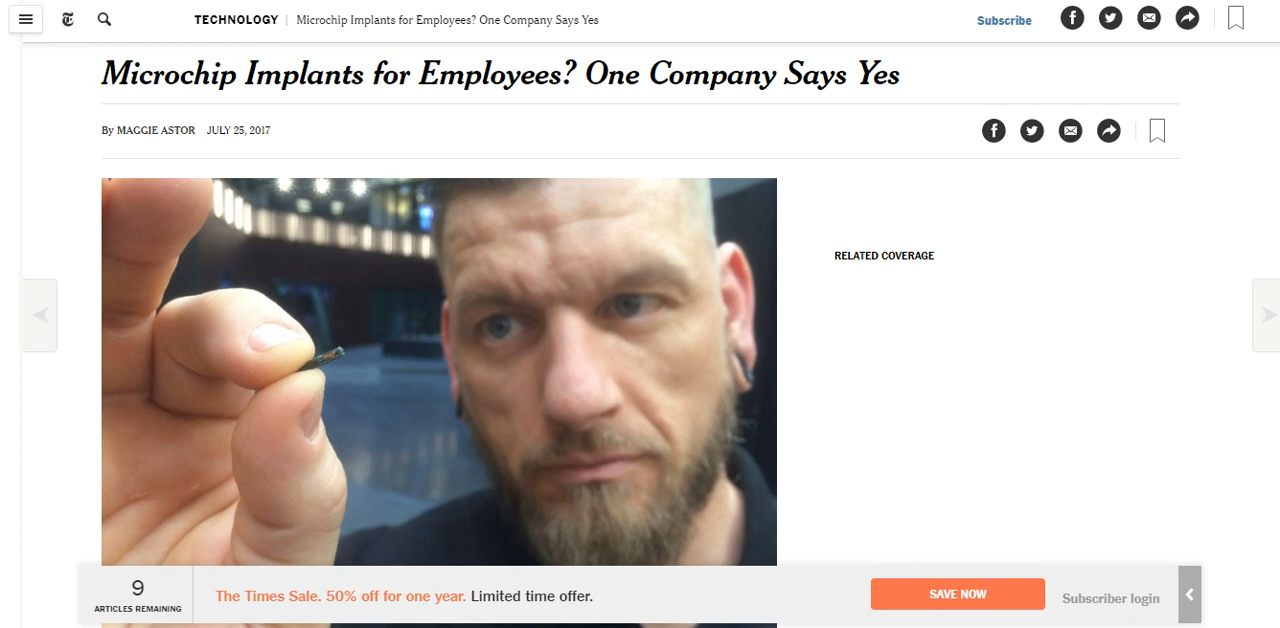 TECHNOLOGY | Microchip Implants for Employees? One Company Says Yes
Subscribe
Microchip Implants for Employees? One Company Says Yes
By MAGGIE ASTOR JULY 25, 2017
RELATED COVERAGE
9
ARTICLES REMAINING
The Times Sale. 50% off for one year. Limited time offer.
SAVE NOW
Subscriber login